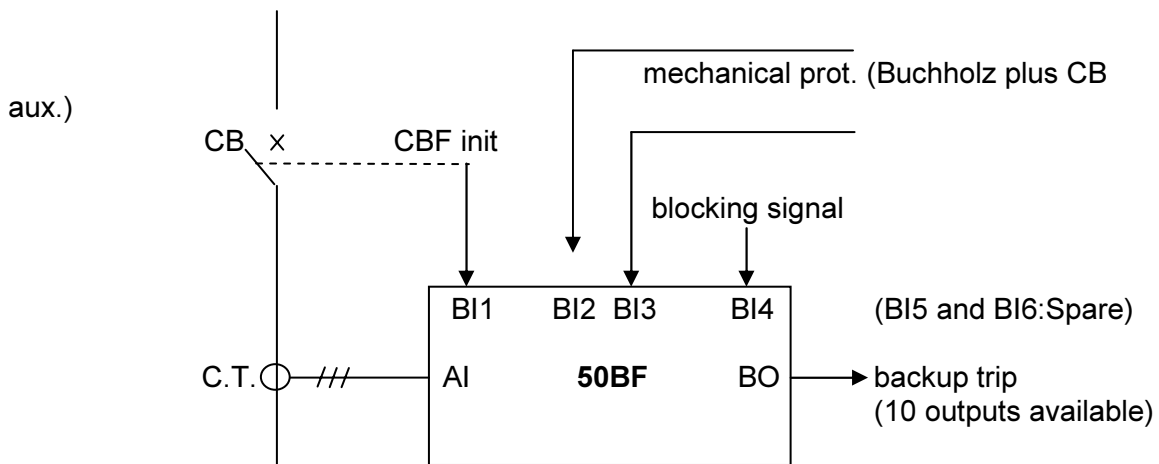 mechanical prot. (Buchholz plus CB
aux.)
CB
CBF init
blocking signal
BI1 BI2 BI3 BI4
(BI5 and BI6:Spare)
C.T.
AI
50BF
BO
backup trip
(10 outputs available)